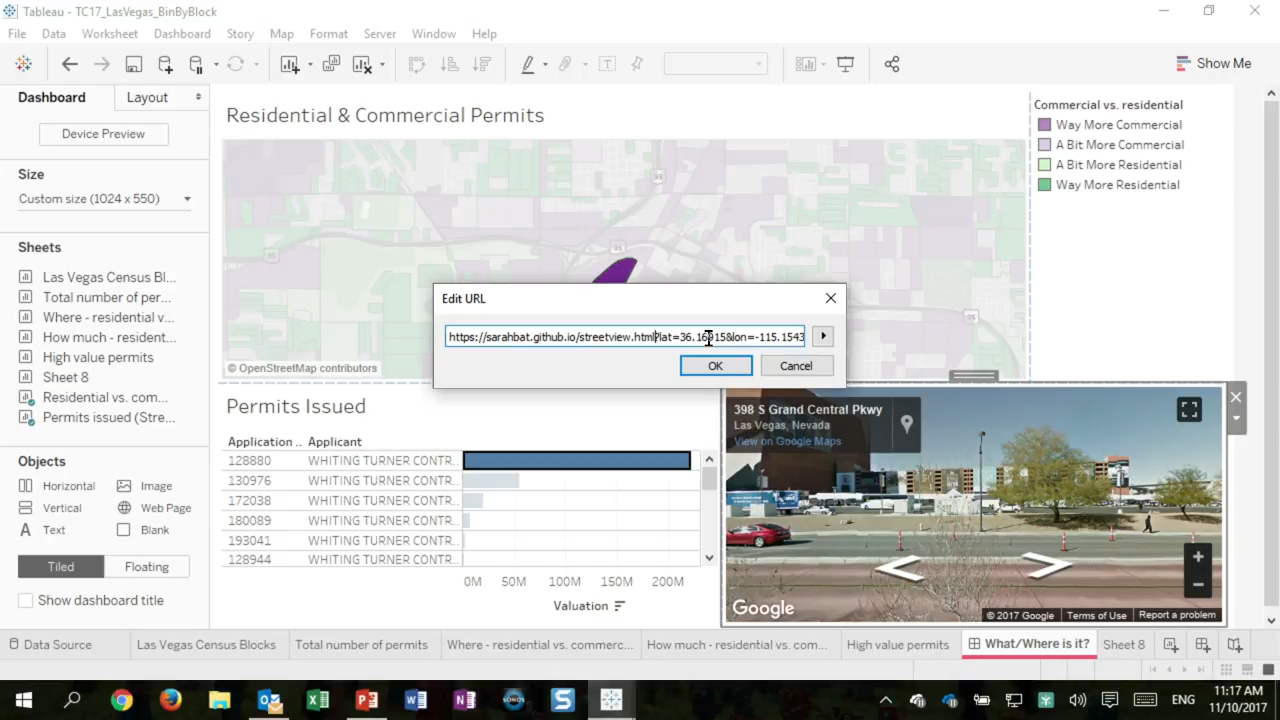 Tableau - TC17_LasVegas_BinByBlock
File Data Worksheet Dashboard Story Map Format Server Window Help
Show Me
Dashboard Layout
Device Preview
Size
Custom size (1024 x 550)
Sheets
Las Vegas Census Bl...
Total number of per...
Where - residential v...
How much - resident...
High value permits
Sheet 8
Residential vs. com...
Permits issued (Stre...
Objects
Horizontal Image
Vertical Web Page
Text Blank
Tiled Floating
Show dashboard title
Residential & Commercial Permits
© OpenStreetMap contributors
Commercial vs. residential
Way More Commercial
A Bit More Commercial
A Bit More Residential
Way More Residential
Edit URL
OK Cancel
Permits Issued
Application .. Applicant
128880 WHITING TURNER CONTR..
130976 WHITING TURNER CONTR..
172038 WHITING TURNER CONTR..
180089 WHITING TURNER CONTR..
193041 WHITING TURNER CONTR..
128944 WHITING TURNER CONTR..
0M 50M 100M 150M 200M
Valuation
398 S Grand Central Pkwy
Las Vegas, Nevada
View on Google Maps
Google
© 2017 Google Terms of Use Report a problem
Data Source Las Vegas Census Blocks Total number of permits Where - residential vs. commerc... How much - residential vs. com... High value permits What/Where is it? Sheet 8
ENG
11:17 AM
11/10/2017